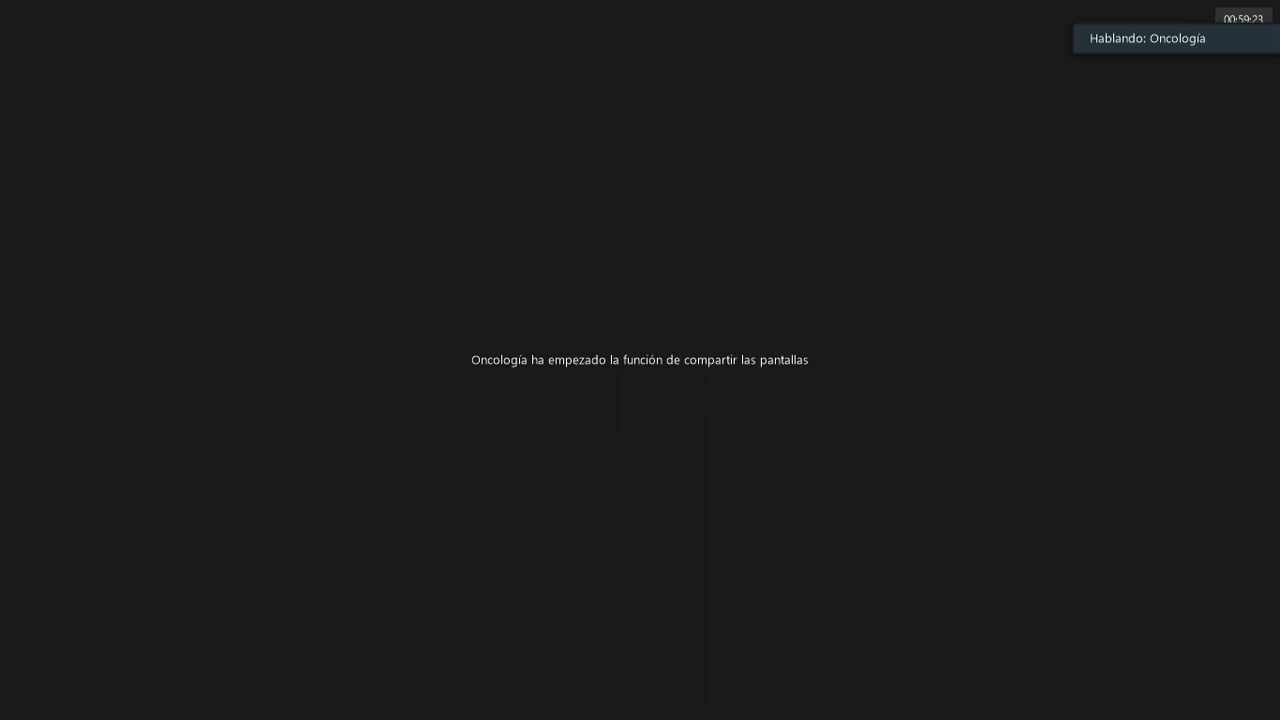 00:59:23
Hablando: Oncología
Oncología ha empezado la función de compartir las pantallas